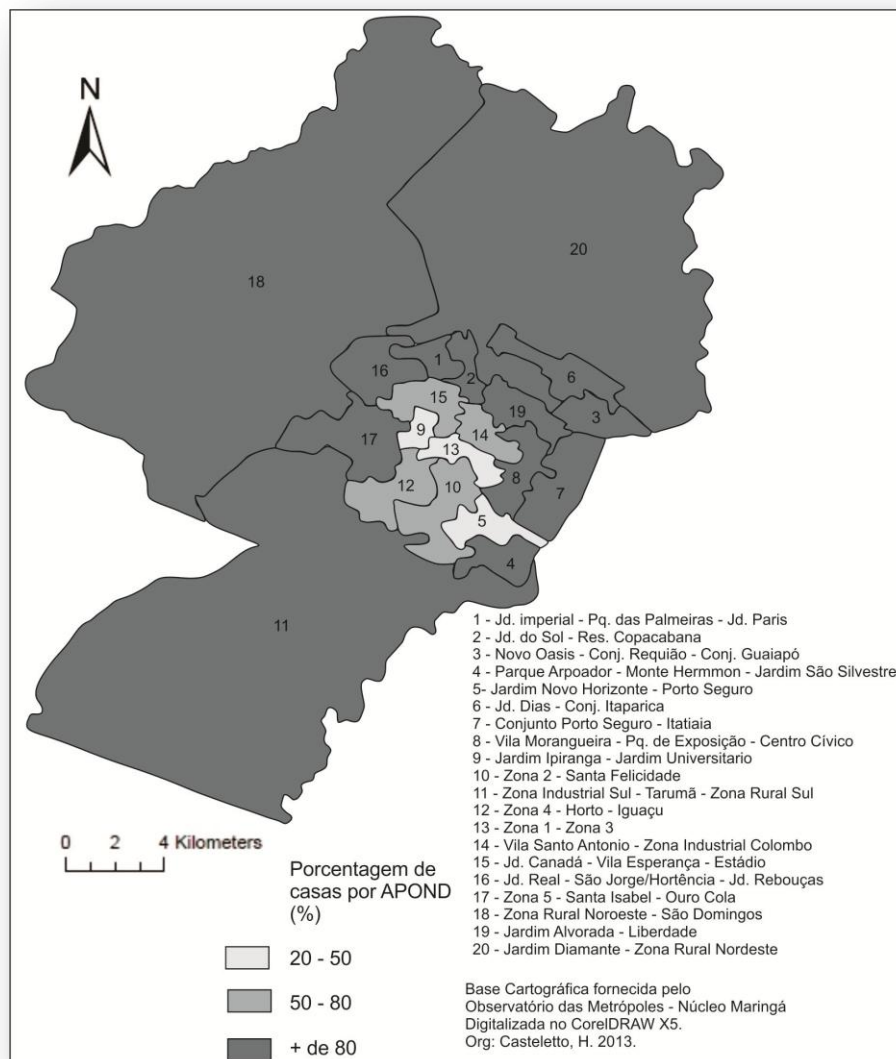 N
18
20
16
1
2
6
15
3
19
9
14
17
13
8
7
12
10
5
4
11
1 - Jd. imperial - Pq. das Palmeiras - Jd. Paris
2 - Jd. do Sol - Res. Copacabana
3 - Novo Oasis - Conj. Requião - Conj. Guaiapó
4 - Parque Arpoador - Monte Hermmon - Jardim São Silvestre
5- Jardim Novo Horizonte - Porto Seguro
6 - Jd. Dias - Conj. Itaparica
7 - Conjunto Porto Seguro - Itatiaia
8 - Vila Morangueira - Pq. de Exposição - Centro Cívico
9 - Jardim Ipiranga - Jardim Universitario
10 - Zona 2 - Santa Felicidade
11 - Zona Industrial Sul - Tarumã - Zona Rural Sul
12 - Zona 4 - Horto - Iguaçu
13 - Zona 1 - Zona 3
14 - Vila Santo Antonio - Zona Industrial Colombo
15 - Jd. Canadá - Vila Esperança - Estádio
16 - Jd. Real - São Jorge/Hortência - Jd. Rebouças
17 - Zona 5 - Santa Isabel - Ouro Cola
18 - Zona Rural Noroeste - São Domingos
19 - Jardim Alvorada - Liberdade
20 - Jardim Diamante - Zona Rural Nordeste
0 2 4 Kilometers
Porcentagem de
casas por APOND
(%)
20 - 50
50 - 80
+ de 80
Base Cartográfica fornecida pelo
Observatório das Metrópoles - Núcleo Maringá
Digitalizada no CorelDRAW X5.
Org: Casteletto, H. 2013.